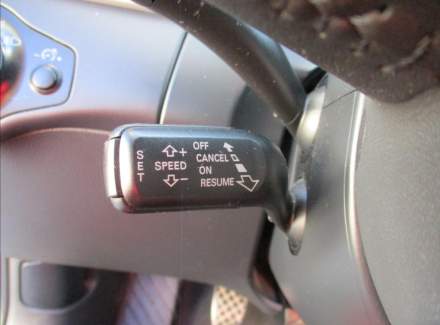 SET
+
SPEED
−
OFF
CANCEL
ON
RESUME